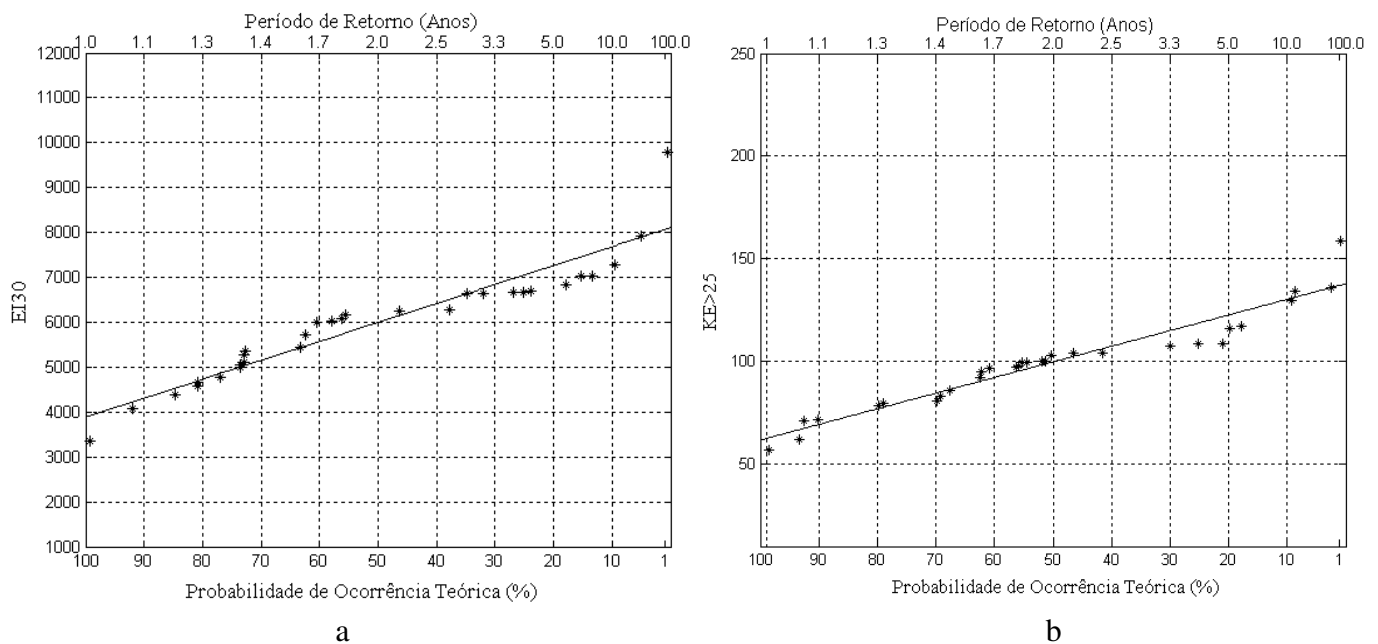 Período de Retorno (Anos)
1.0 1.1 1.3 1.4 1.7 2.0 2.5 3.3 5.0 10.0 100.0
12000
11000
10000
9000
8000
7000
6000
5000
4000
3000
2000
1000
EI30
100 90 80 70 60 50 40 30 20 10 1
Probabilidade de Ocorrência Teórica (%)
a
Período de Retorno (Anos)
1 1.1 1.3 1.4 1.7 2.0 2.5 3.3 5.0 10.0 100.0
250
200
150
100
50
KE>25
100 90 80 70 60 50 40 30 20 10 1
Probabilidade de Ocorrência Teórica (%)
b